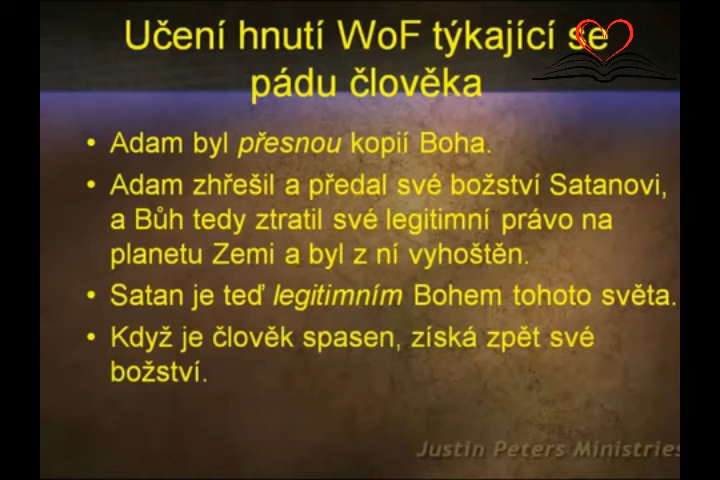 Učení hnutí WoF týkající se
pádu člověka
• Adam byl přesnou kopií Boha.
• Adam zhřešil a předal své božství Satanovi,
a Bůh tedy ztratil své legitimní právo na
planetu Zemi a byl z ní vyhoštěn.
• Satan je teď legitimním Bohem tohoto světa.
• Když je člověk spasen, získá zpět své
božství.
Justin Peters Ministries